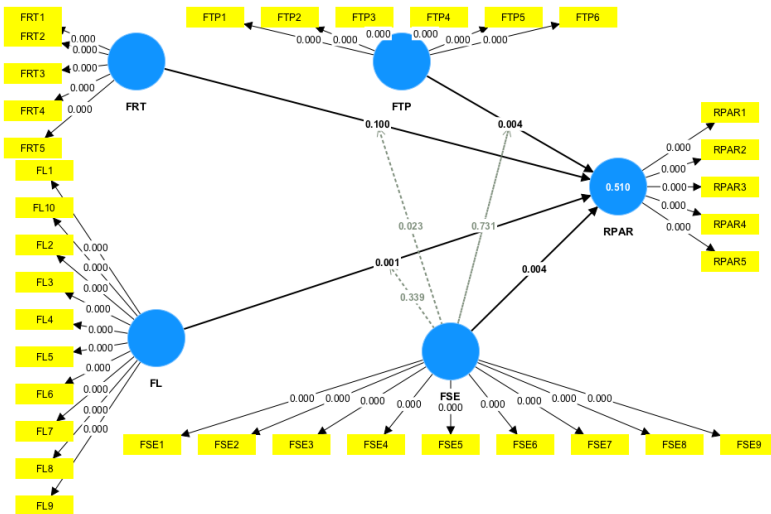 FRT1
FRT2
FRT3
FRT4
FRT5
0.000
0.000
0.000
0.000
0.000
FRT
FTP1
FTP2
FTP3
FTP4
FTP5
FTP6
0.000
0.000
0.000
0.000
0.000
0.000
FTP
0.100
0.004
RPAR1
RPAR2
RPAR3
RPAR4
RPAR5
0.000
0.000
0.000
0.000
0.000
0.510
RPAR
FL1
FL10
FL2
FL3
FL4
FL5
FL6
FL7
FL8
FL9
0.000
0.000
0.000
0.000
0.000
0.000
0.000
0.000
0.000
0.000
FL
0.023
0.731
0.001
0.339
0.004
FSE
0.000
0.000
0.000
0.000
0.000
0.000
0.000
0.000
0.000
FSE1
FSE2
FSE3
FSE4
FSE5
FSE6
FSE7
FSE8
FSE9